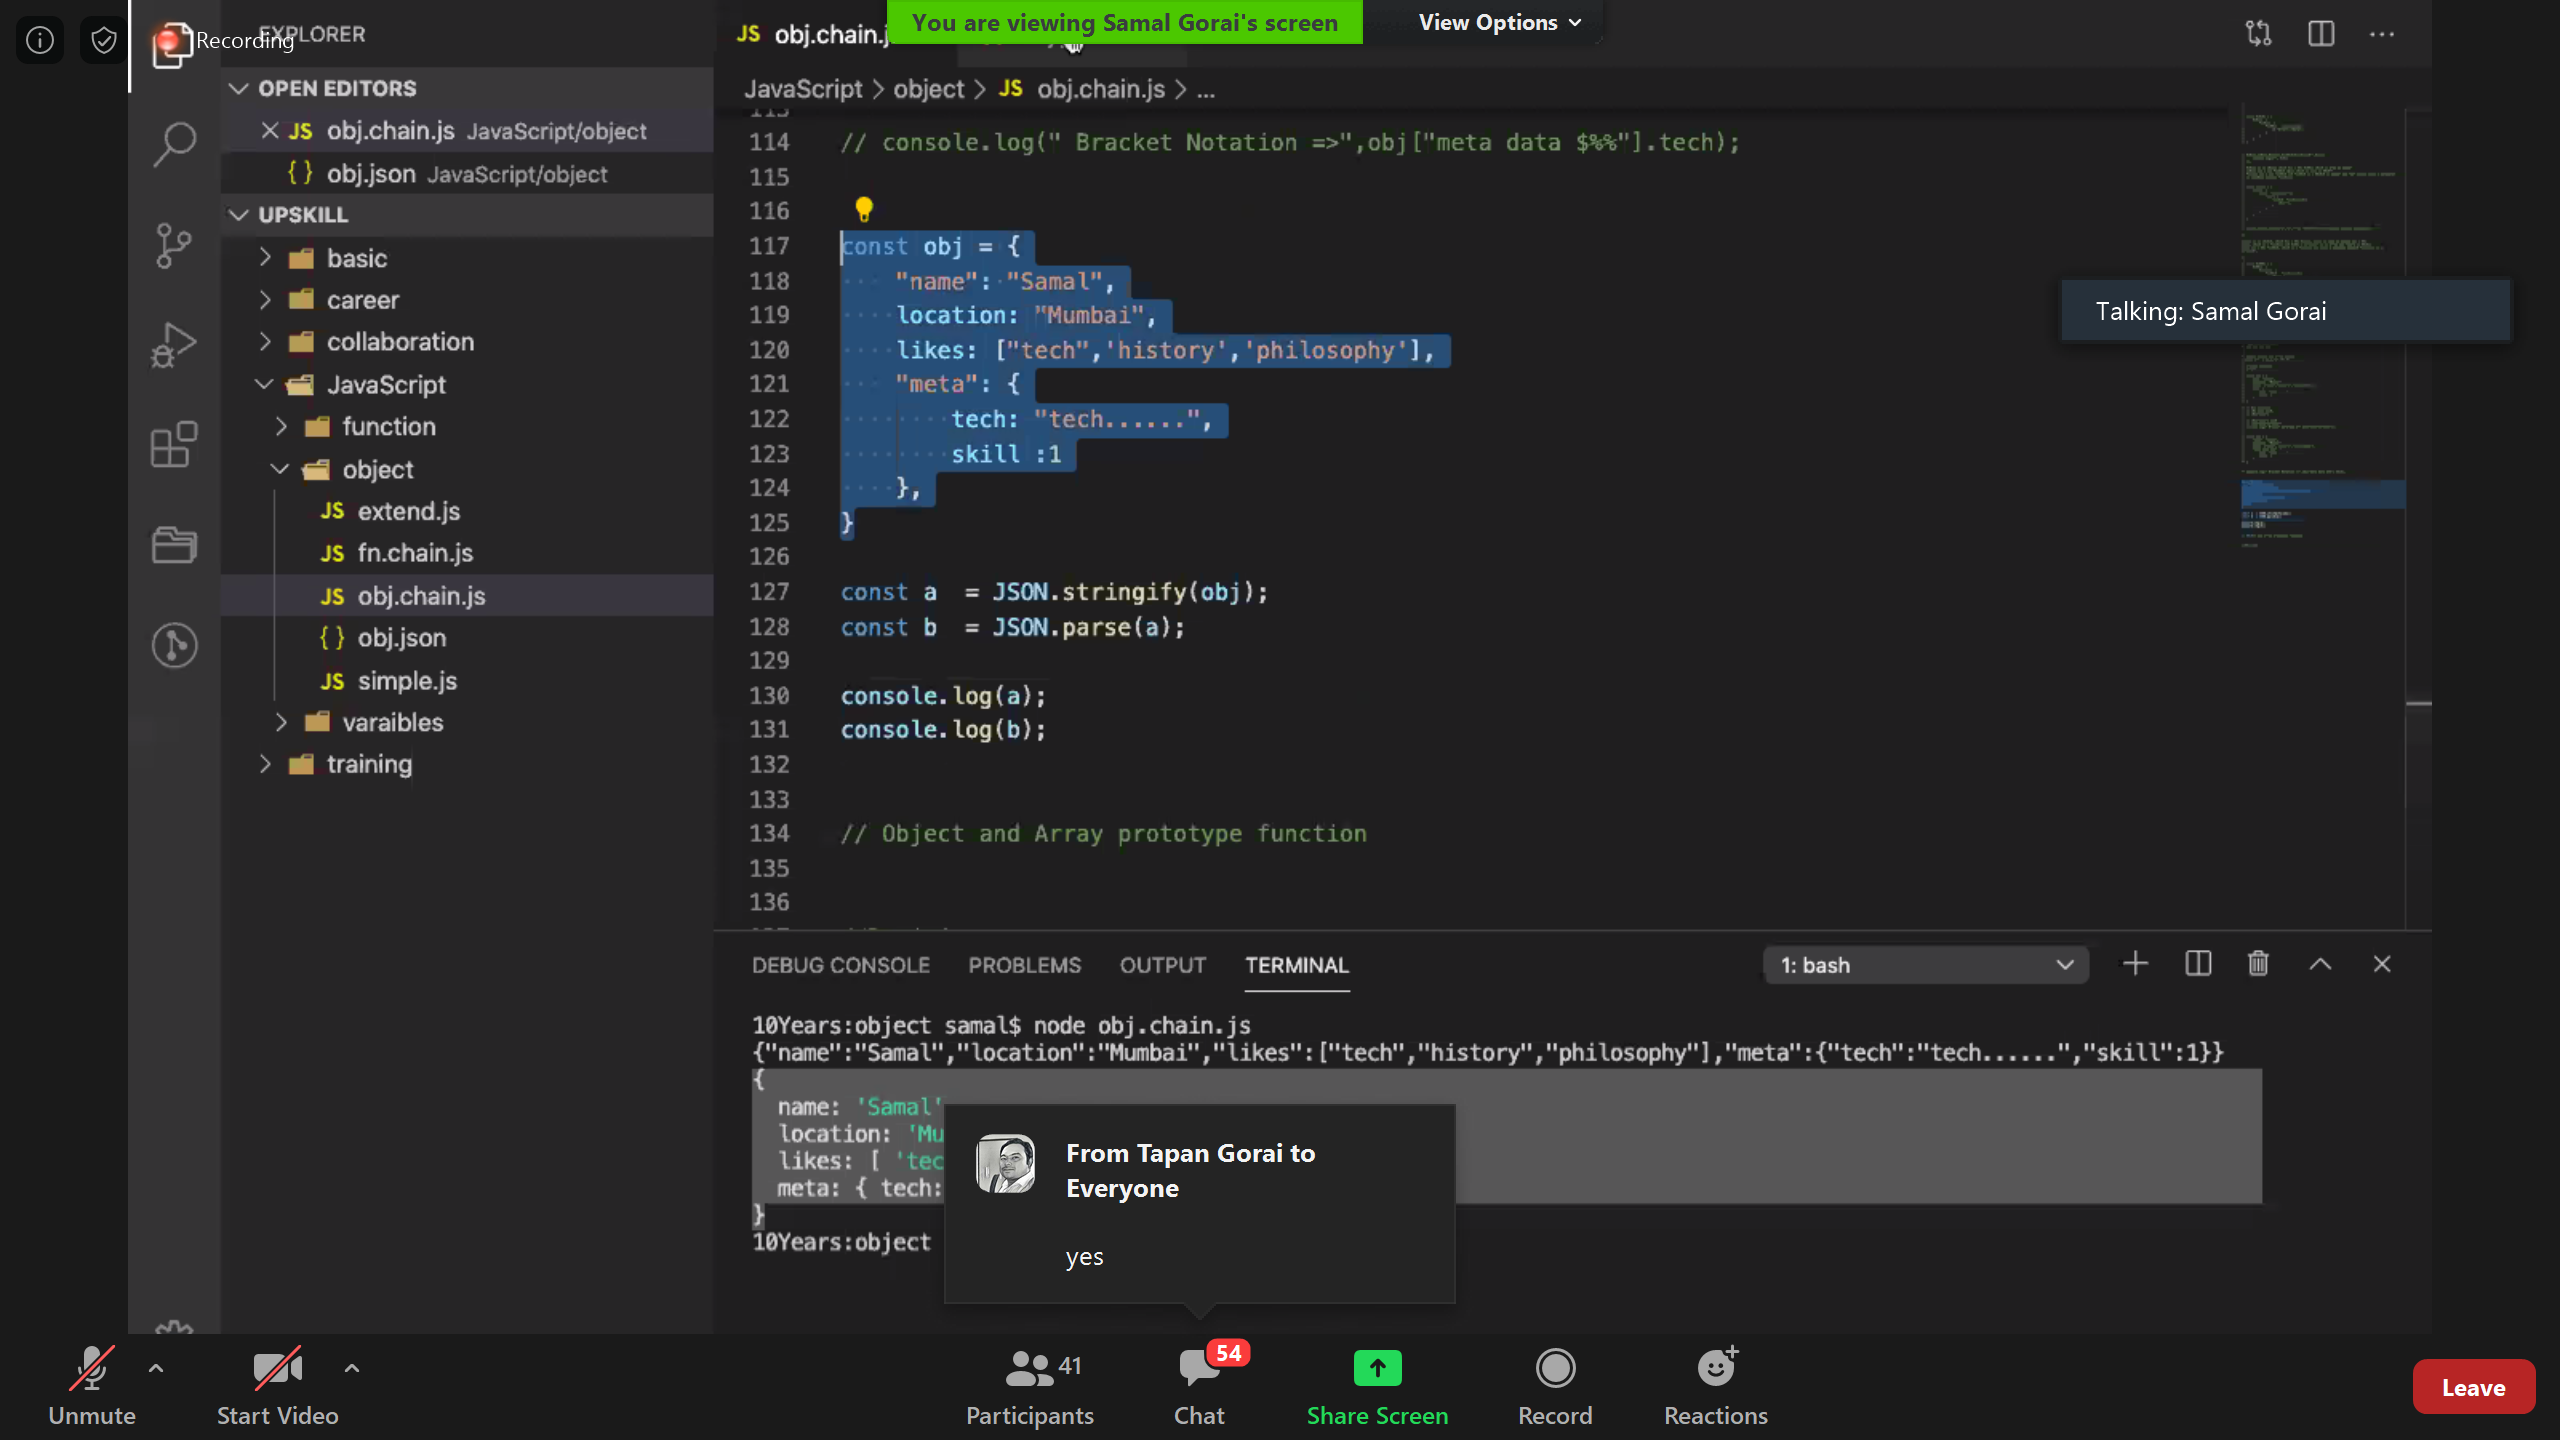 Recording
EXPLORER
You are viewing Samal Gorai's screen
View Options
OPEN EDITORS
JS obj.chain.js JavaScript/object
{} obj.json JavaScript/object
UPSKILL
basic
career
collaboration
JavaScript
function
object
JS extend.js
JS fn.chain.js
JS obj.chain.js
{} obj.json
JS simple.js
varaibles
training
JS obj.chain.j
JavaScript > object > JS obj.chain.js > ...
114 // console.log(" Bracket Notation =>",obj["meta data $%%"].tech);
115
116
117 const obj = {
118 "name": "Samal",
119 location: "Mumbai",
120 likes: ["tech",'history','philosophy'],
121 "meta": {
122 tech: "tech......",
123 skill :1
124 },
125 }
126
127 const a = JSON.stringify(obj);
128 const b = JSON.parse(a);
129
130 console.log(a);
131 console.log(b);
132
133
134 // Object and Array prototype function
135
136
Talking: Samal Gorai
DEBUG CONSOLE PROBLEMS OUTPUT TERMINAL
1: bash
10Years:object samal$ node obj.chain.js
{"name":"Samal","location":"Mumbai","likes":["tech","history","philosophy"],"meta":{"tech":"tech......","skill":1}}
{
name: 'Samal'
location: 'Mu
likes: [ 'tec
meta: { tech:
}
10Years:object
From Tapan Gorai to
Everyone
yes
Unmute
Start Video
41
Participants
54
Chat
Share Screen
Record
Reactions
Leave